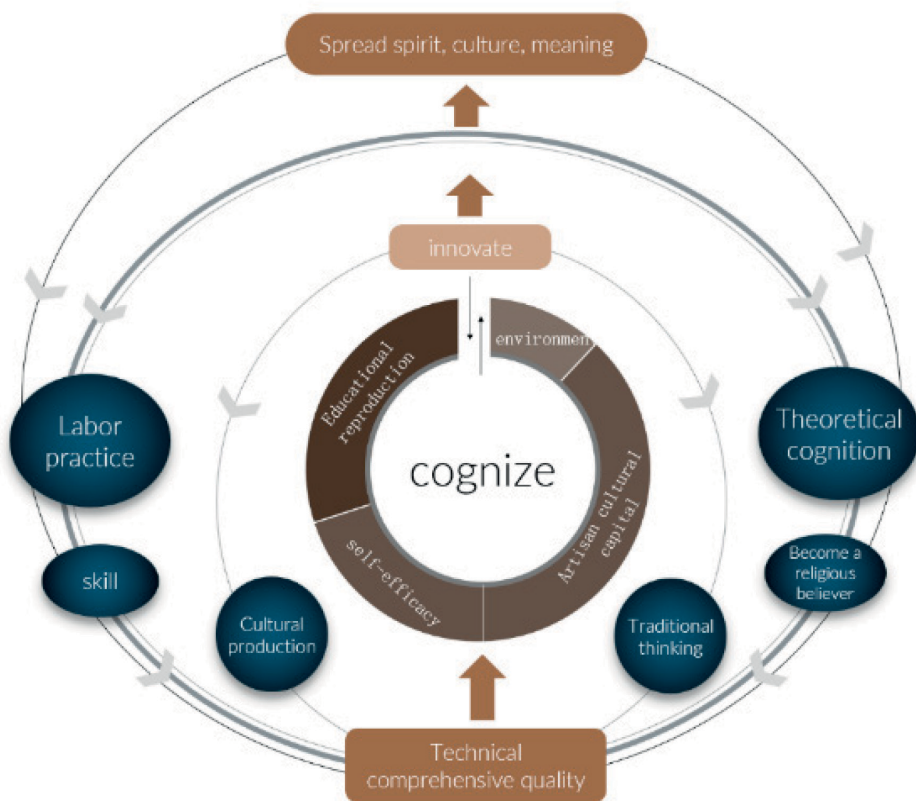 Spread spirit, culture, meaning
innovate
environment
Educational
reproduction
Labor
practice
Theoretical
cognition
cognize
Artisan cultural
capital
self-efficacy
skill
Become a
religious
believer
Cultural
production
Traditional
thinking
Technical
comprehensive quality